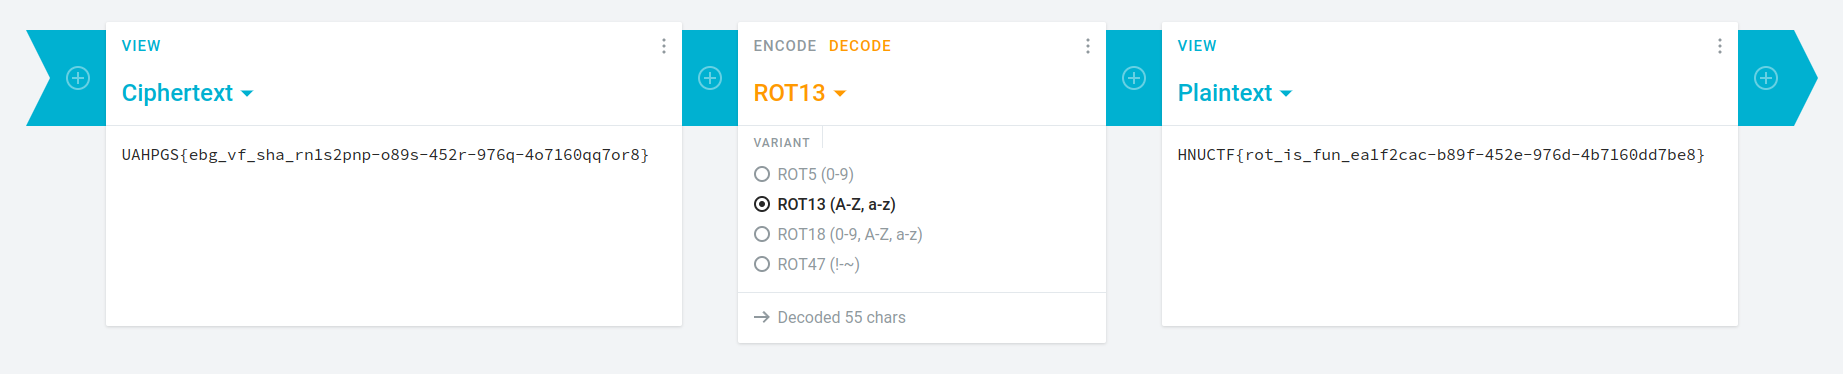 VIEW
Ciphertext
UAHPGS{ebg_vf_sha_rn1s2pnp-o89s-452r-976q-4o7160qq7or8}
ENCODE DECODE
ROT13
VARIANT
ROT5 (0-9)
ROT13 (A-Z, a-z)
ROT18 (0-9, A-Z, a-z)
ROT47 (!-~)
→ Decoded 55 chars
VIEW
Plaintext
HNUCTF{rot_is_fun_ea1f2cac-b89f-452e-976d-4b7160dd7be8}